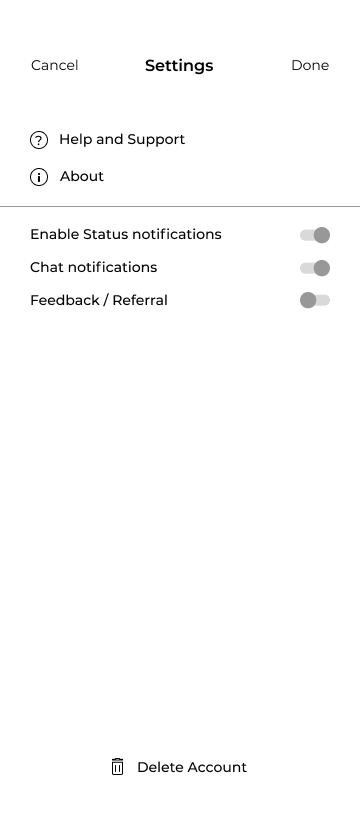 Cancel Settings Done
Help and Support
About
Enable Status notifications
Chat notifications
Feedback / Referral
Delete Account